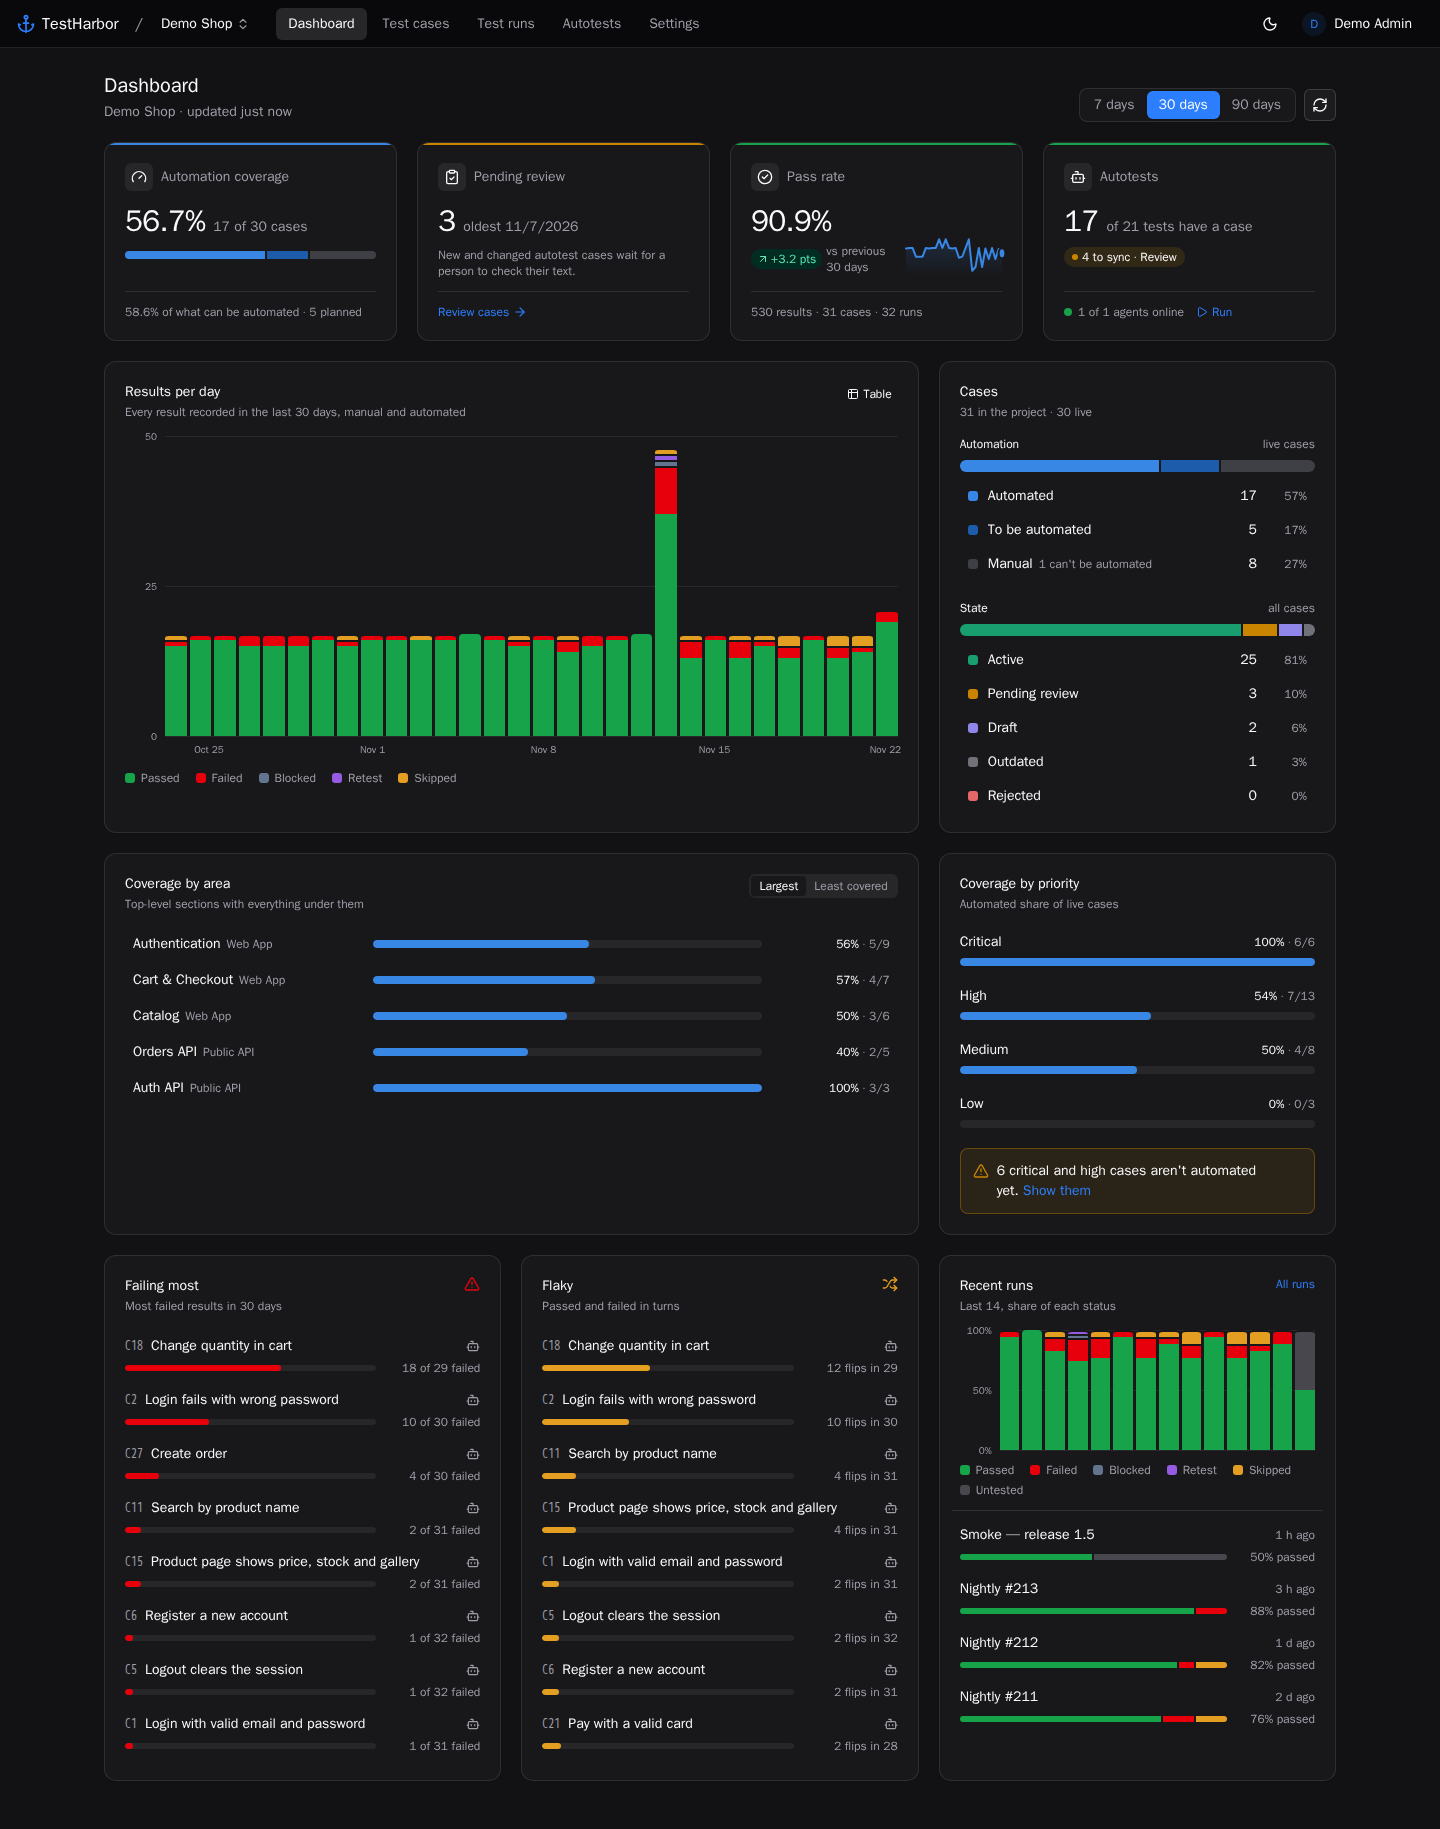 TestHarbor / Demo Shop Dashboard Test cases Test runs Autotests Settings D Demo Admin
Dashboard
Demo Shop · updated just now
7 days 30 days 90 days
Automation coverage
56.7% 17 of 30 cases
58.6% of what can be automated · 5 planned
Pending review
3 oldest 11/7/2026
New and changed autotest cases wait for a
person to check their text.
Review cases
Pass rate
90.9%
+3.2 pts vs previous
30 days
530 results · 31 cases · 32 runs
Autotests
17 of 21 tests have a case
4 to sync · Review
1 of 1 agents online Run
Results per day
Every result recorded in the last 30 days, manual and automated
Table
50
25
0
Oct 25 Nov 1 Nov 8 Nov 15 Nov 22
Passed Failed Blocked Retest Skipped
Cases
31 in the project · 30 live
Automation live cases
Automated 17 57%
To be automated 5 17%
Manual 1 can't be automated 8 27%
State all cases
Active 25 81%
Pending review 3 10%
Draft 2 6%
Outdated 1 3%
Rejected 0 0%
Coverage by area
Top-level sections with everything under them
Largest Least covered
Authentication Web App 56% · 5/9
Cart & Checkout Web App 57% · 4/7
Catalog Web App 50% · 3/6
Orders API Public API 40% · 2/5
Auth API Public API 100% · 3/3
Coverage by priority
Automated share of live cases
Critical 100% · 6/6
High 54% · 7/13
Medium 50% · 4/8
Low 0% · 0/3
6 critical and high cases aren't automated
yet. Show them
Failing most
Most failed results in 30 days
C18 Change quantity in cart
18 of 29 failed
C2 Login fails with wrong password
10 of 30 failed
C27 Create order
4 of 30 failed
C11 Search by product name
2 of 31 failed
C15 Product page shows price, stock and gallery
2 of 31 failed
C6 Register a new account
1 of 32 failed
C5 Logout clears the session
1 of 32 failed
C1 Login with valid email and password
1 of 31 failed
Flaky
Passed and failed in turns
C18 Change quantity in cart
12 flips in 29
C2 Login fails with wrong password
10 flips in 30
C11 Search by product name
4 flips in 31
C15 Product page shows price, stock and gallery
4 flips in 31
C1 Login with valid email and password
2 flips in 31
C5 Logout clears the session
2 flips in 32
C6 Register a new account
2 flips in 31
C21 Pay with a valid card
2 flips in 28
Recent runs
All runs
Last 14, share of each status
100%
50%
0%
Passed Failed Blocked Retest Skipped
Untested
Smoke — release 1.5 1 h ago
50% passed
Nightly #213 3 h ago
88% passed
Nightly #212 1 d ago
82% passed
Nightly #211 2 d ago
76% passed